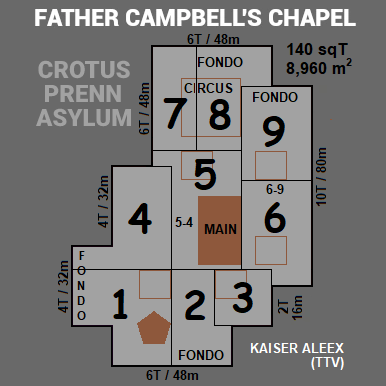 FATHER CAMPBELL'S CHAPEL
6T / 48m
140 sqT
8,960 m²
CROTUS
PRENN
ASYLUM
FONDO
CIRCUS
FONDO
6T / 48m
7
8
9
5
10T / 80m
4T / 32m
4
5-4
MAIN
6-9
6
FONDO
4T / 32m
1
2
3
2T
16m
FONDO
6T / 48m
KAISER ALEEX
(TTV)